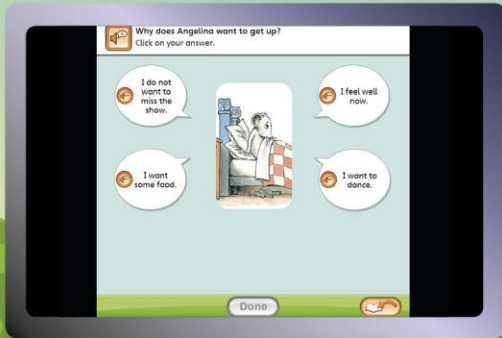 Why does Angelina want to get up?
Click on your answer.
I do not
want to
miss the
show.
I feel well
now.
I want
some food.
I want to
dance.
Done